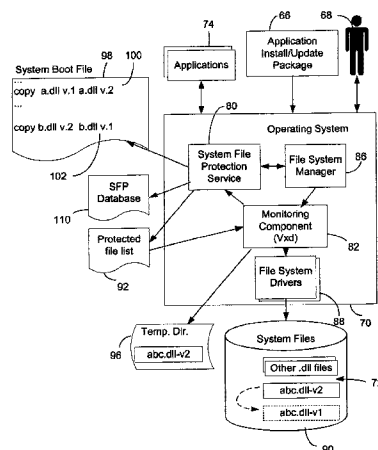 74
66
68
Application
Install/Update
Package
98
100
System Boot File
Applications
...
copy a.dll v.1 a.dll v.2
...
copy b.dll v.2 b.dll v.1
80
Operating System
102
System File
Protection
Service
File System
Manager
86
SFP
Database
110
Monitoring
Component
(Vxd)
82
Protected
file list
92
File System
Drivers
70
88
Temp. Dir.
96
abc.dll-v2
System Files
Other .dll files
abc.dll-v2
abc.dll-v1
90